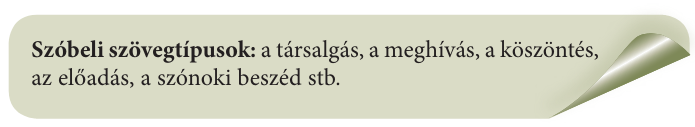 Szóbeli szövegtípusok: a társalgás, a meghívás, a köszöntés,
az előadás, a szónoki beszéd stb.